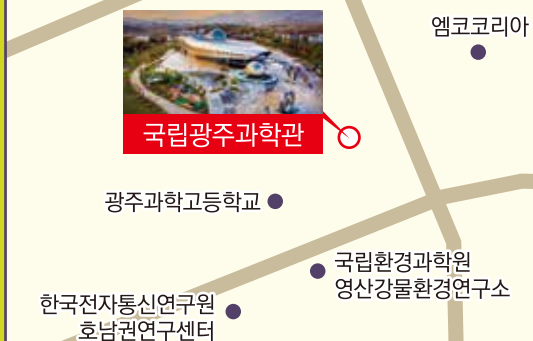 엠코코리아
국립광주과학관
광주과학고등학교
국립환경과학원
영산강물환경연구소
한국전자통신연구원
호남권연구센터